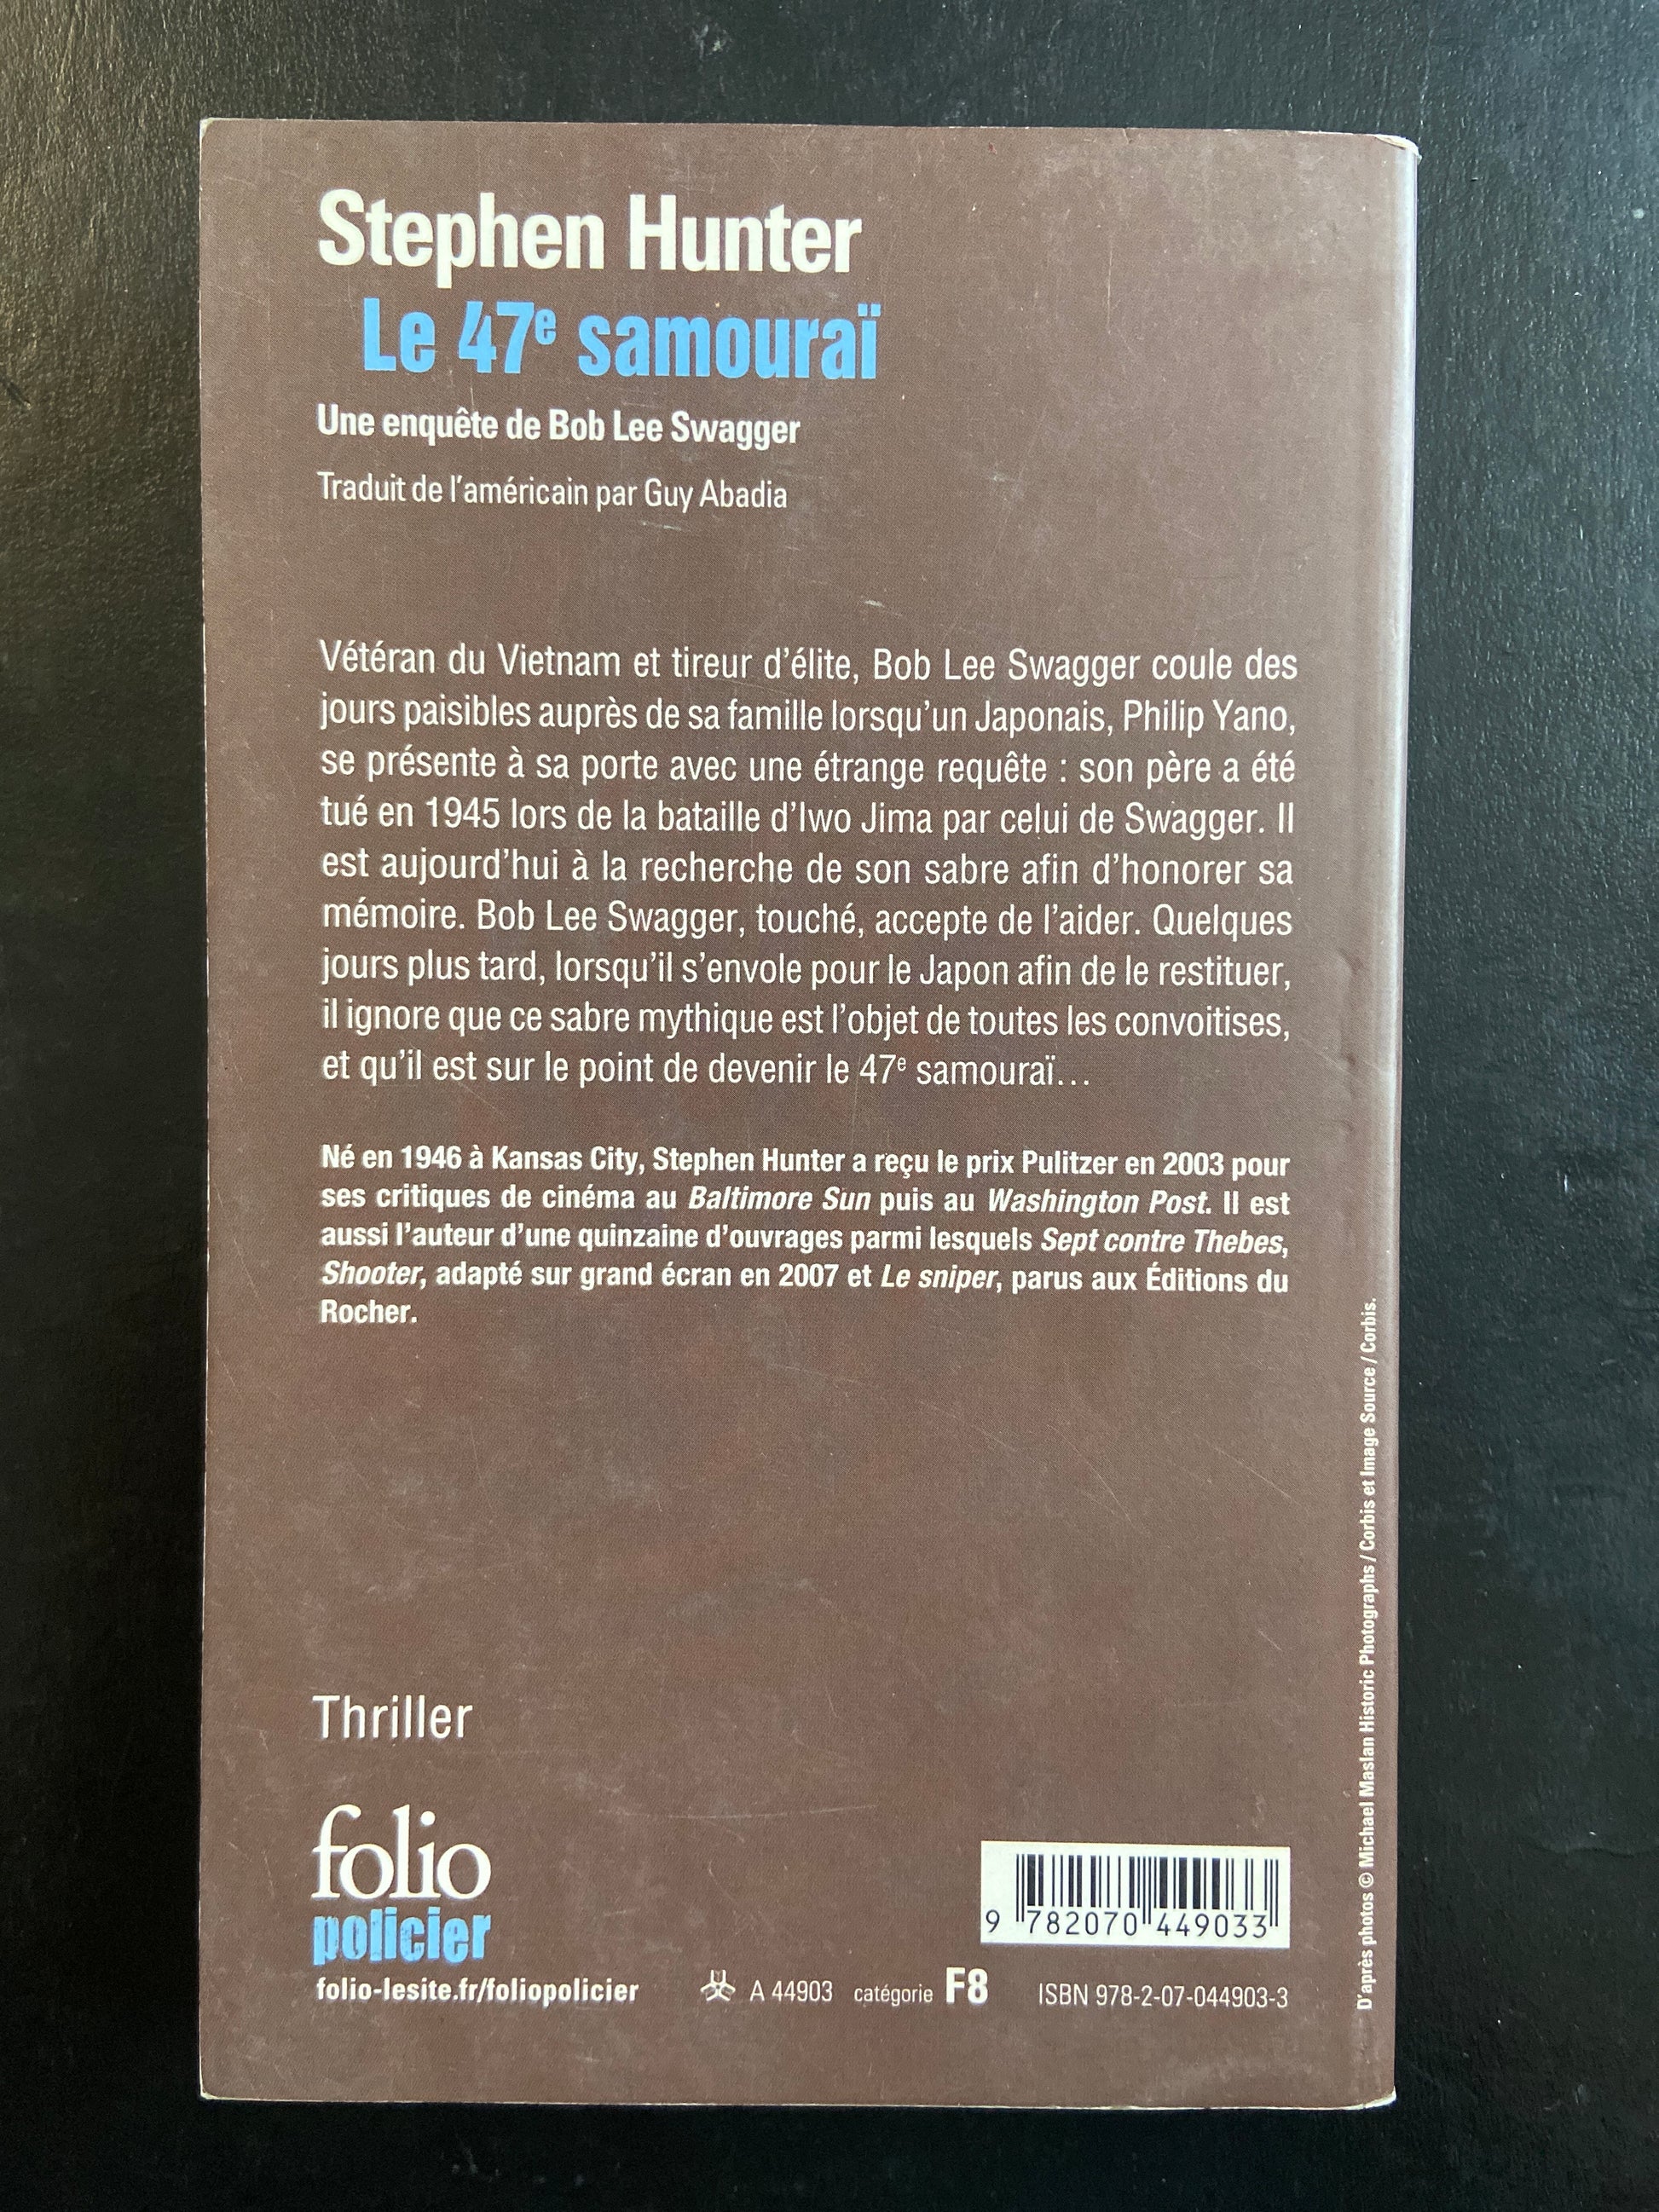 Stephen Hunter
Le 47e samouraï
Une enquête de Bob Lee Swagger
Traduit de l'américain par Guy Abadia
Vétéran du Vietnam et tireur d'élite, Bob Lee Swagger coule des
jours paisibles auprès de sa famille lorsqu'un Japonais, Philip Yano,
se présente à sa porte avec une étrange requête : son père a été
tué en 1945 lors de la bataille d'Iwo Jima par celui de Swagger. Il
est aujourd'hui à la recherche de son sabre afin d'honorer sa
mémoire. Bob Lee Swagger, touché, accepte de l'aider. Quelques
jours plus tard, lorsqu'il s'envole pour le Japon afin de le restituer,
il ignore que ce sabre mythique est l'objet de toutes les convoitises,
et qu'il est sur le point de devenir le 47e samouraï...
Né en 1946 à Kansas City, Stephen Hunter a reçu le prix Pulitzer en 2003 pour
ses critiques de cinéma au Baltimore Sun puis au Washington Post. Il est
aussi l'auteur d'une quinzaine d'ouvrages parmi lesquels Sept contre Thebes,
Shooter, adapté sur grand écran en 2007 et Le sniper, parus aux Éditions du
Rocher.
Thriller
folio
policier
folio-lesite.fr/foliopolicier
9 782070 449033
A 44903 catégorie F8 ISBN 978-2-07-044903-3
D'après photos © Michael Maslan Historic Photographs / Corbis et Image Source / Corbis.